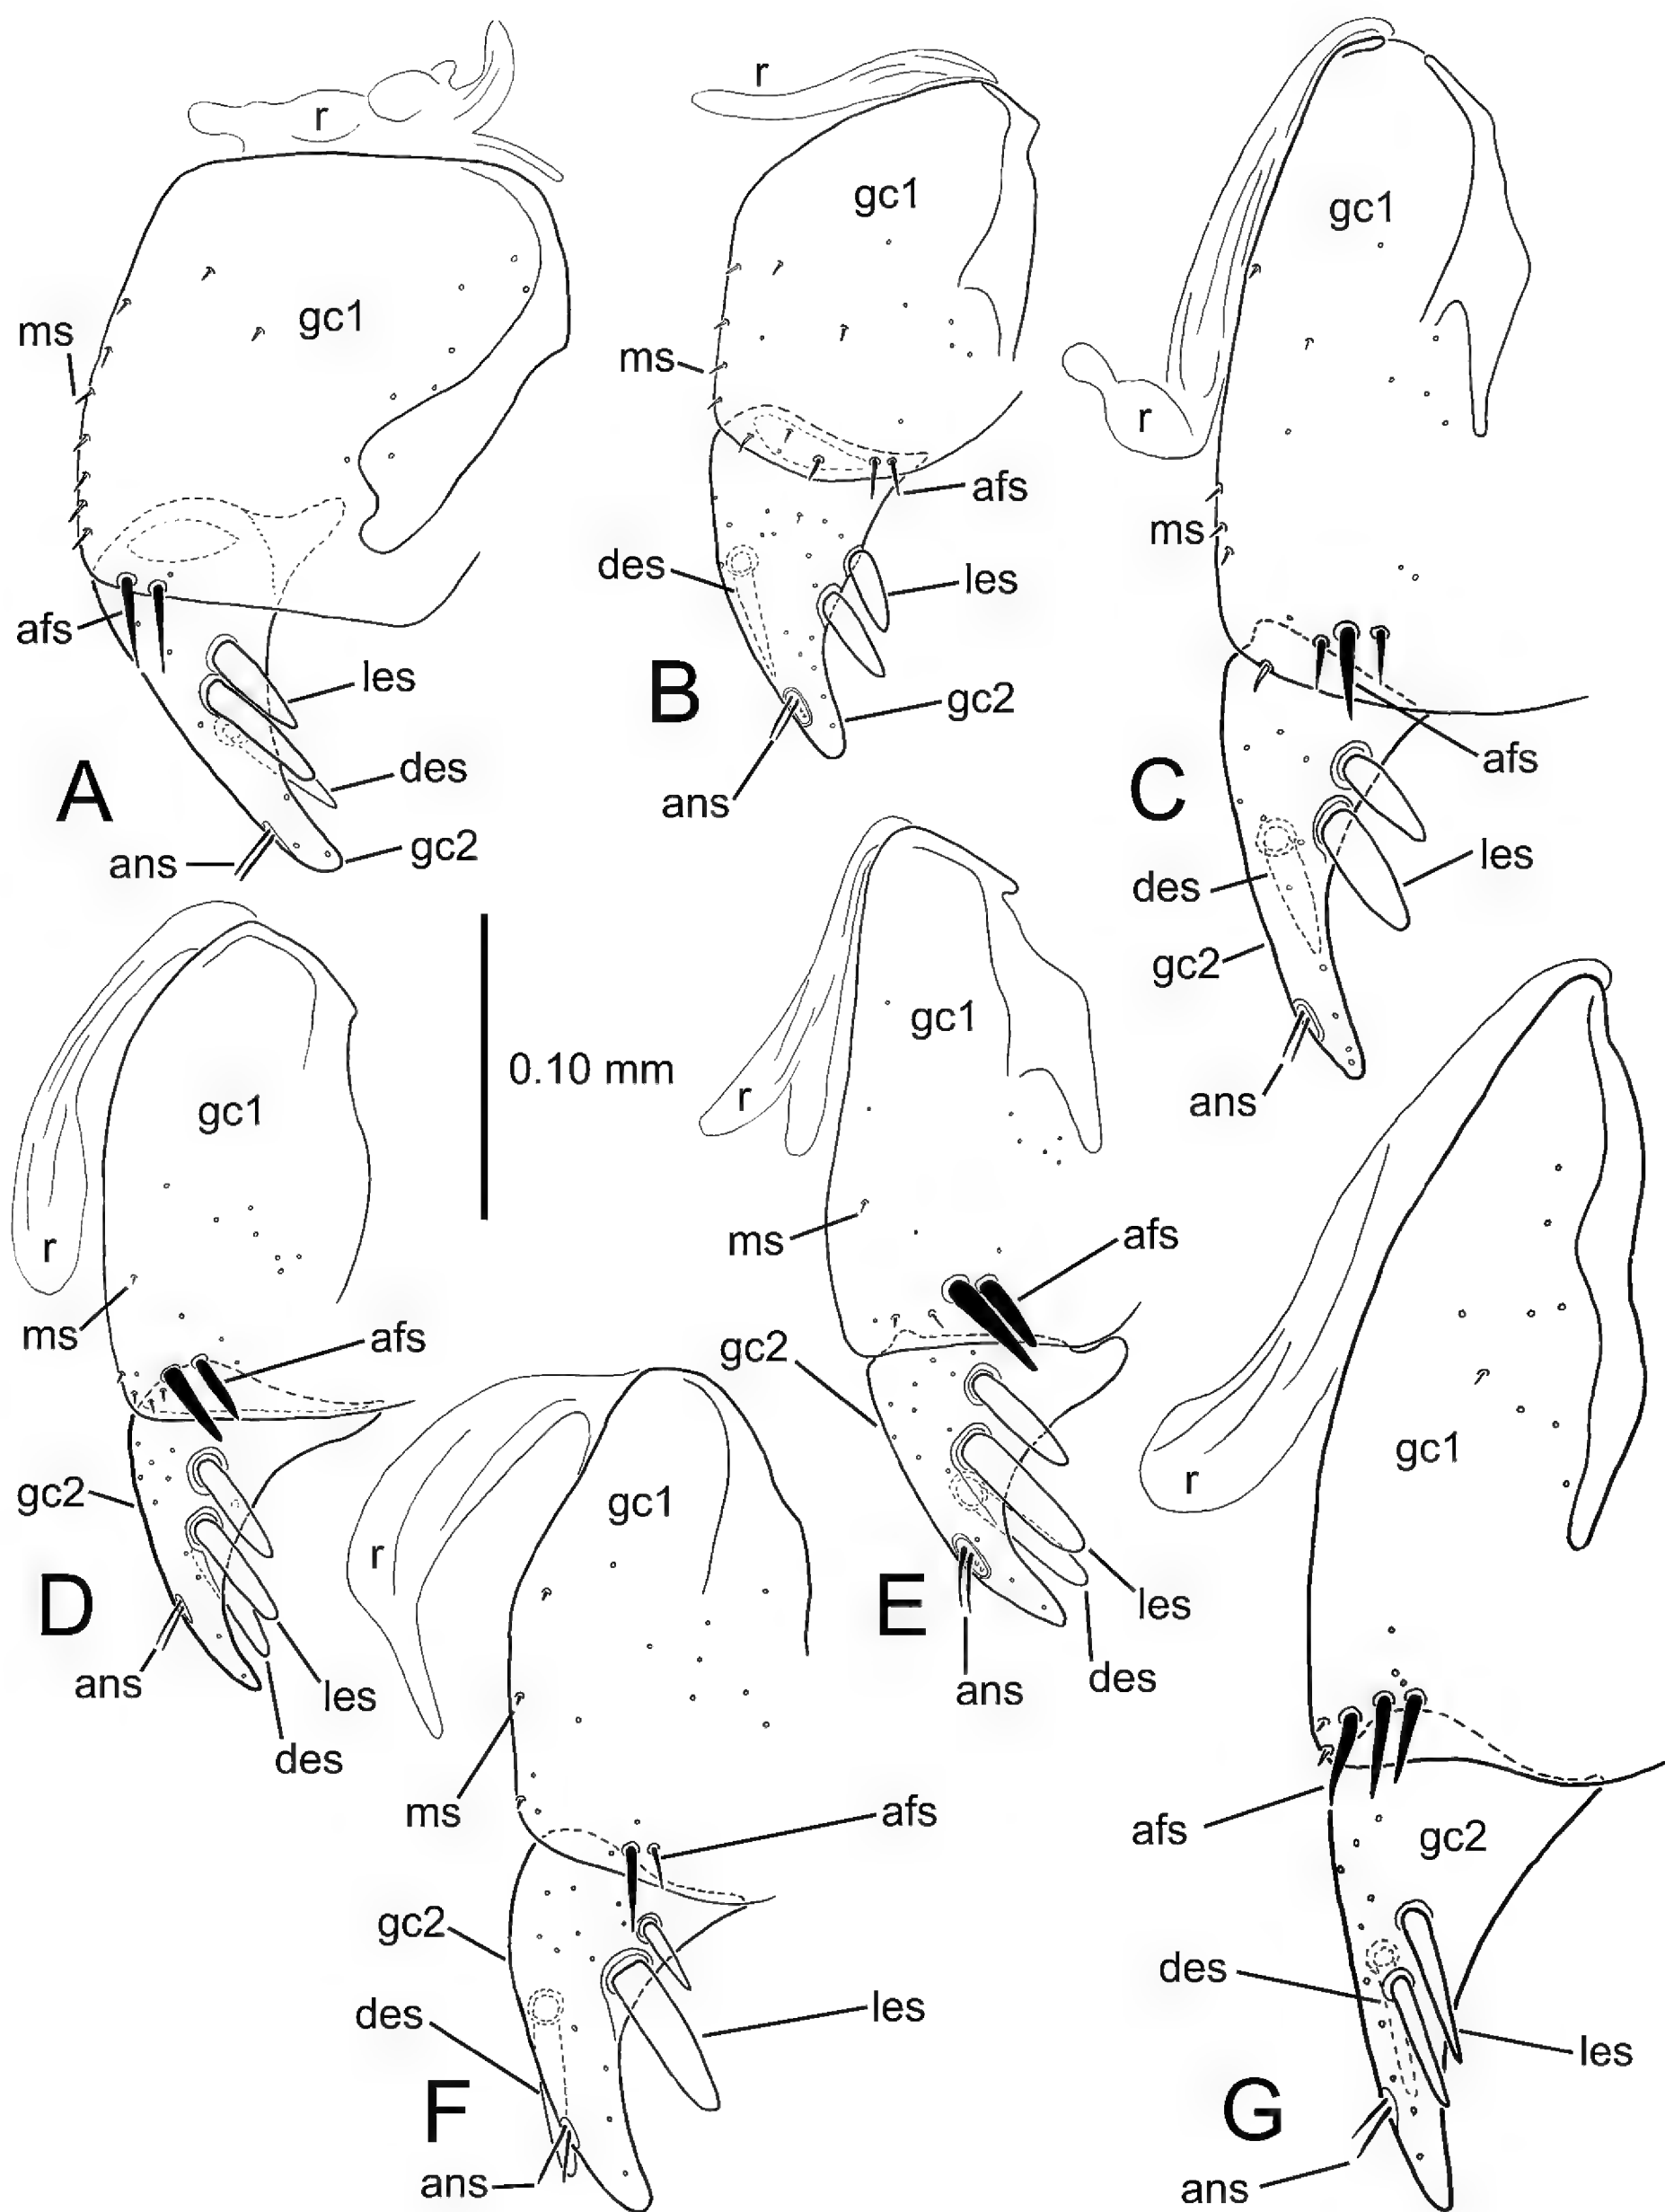 r
gc1
ms
afs
les
des
ans
gc2
A
r
gc1
ms
afs
des
les
B
gc2
ans
gc1
r
ms
afs
C
les
des
gc2
ans
gc1
r
ms
afs
gc2
D
ans
les
des
0.10 mm
gc1
r
ms
afs
gc2
E
les
des
ans
gc1
r
ms
afs
gc2
des
les
F
ans
gc1
r
afs
gc2
des
les
G
ans